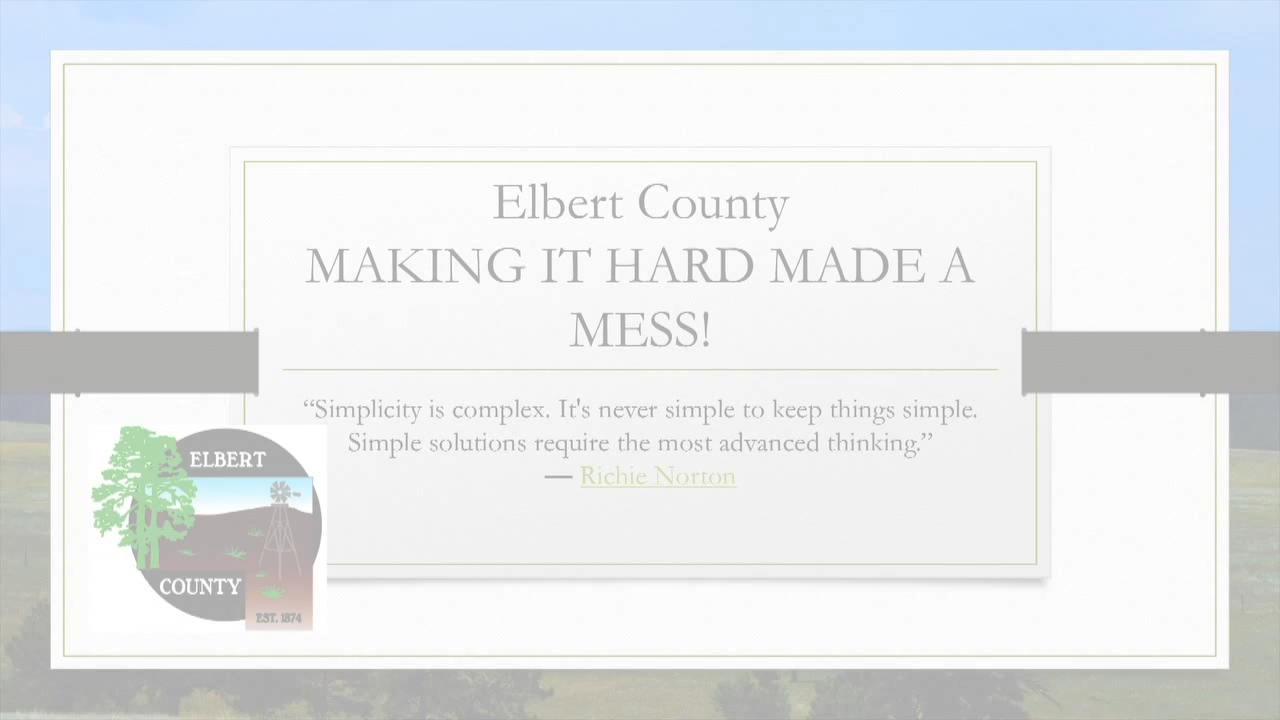 Elbert County
MAKING IT HARD MADE A
MESS!
“Simplicity is complex. It's never simple to keep things simple.
Simple solutions require the most advanced thinking.”
― Richie Norton
ELBERT
COUNTY
EST. 1874